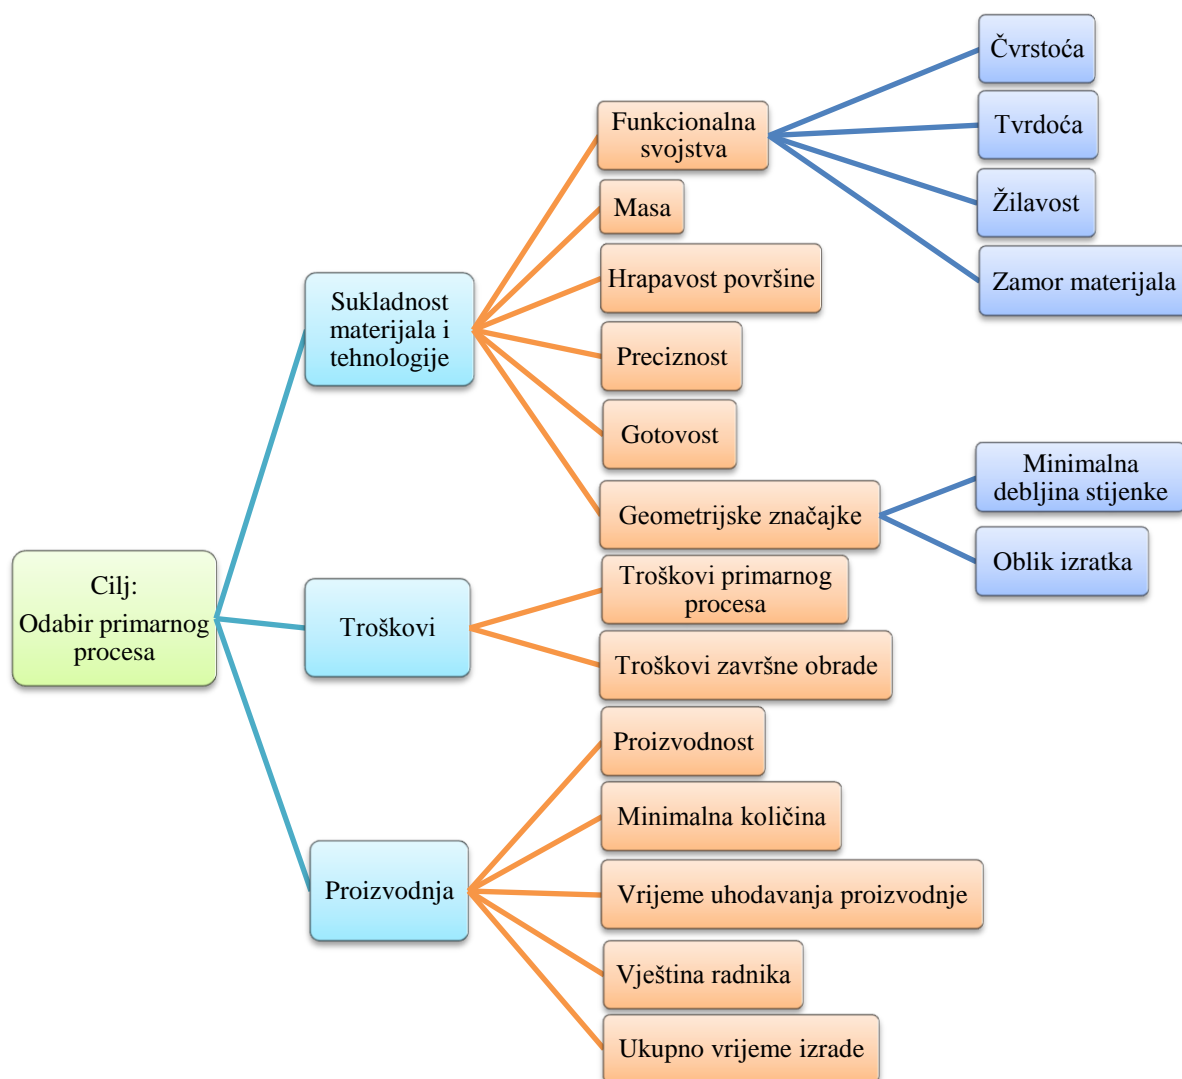 Cilj:
Odabir primarnog
procesa
Sukladnost
materijala i
tehnologije
Funkcionalna
svojstva
Čvrstoća
Tvrdoća
Žilavost
Zamor materijala
Masa
Hrapavost površine
Preciznost
Gotovost
Geometrijske značajke
Minimalna
debljina stijenke
Oblik izratka
Troškovi
Troškovi primarnog
procesa
Troškovi završne obrade
Proizvodnja
Proizvodnost
Minimalna količina
Vrijeme uhodavanja proizvodnje
Vještina radnika
Ukupno vrijeme izrade